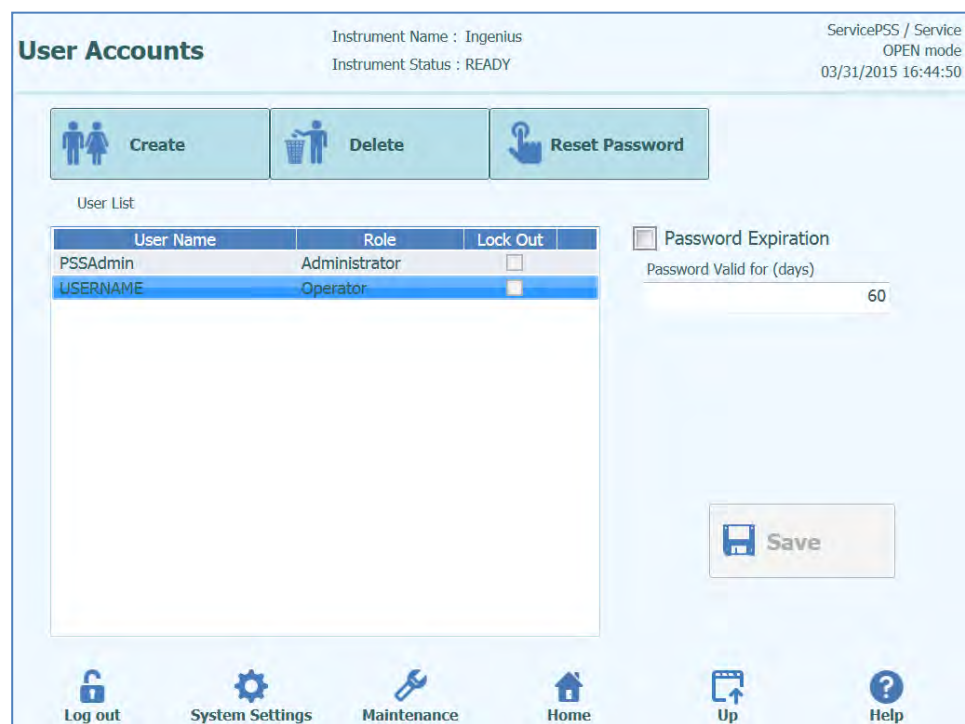 User Accounts
Instrument Name : Ingenius
Instrument Status : READY
ServicePSS / Service
OPEN mode
03/31/2015 16:44:50
Create
Delete
Reset Password
User List
User Name Role Lock Out
PSSAdmin Administrator
USERNAME Operator
Password Expiration
Password Valid for (days)
60
Save
Log out System Settings Maintenance Home Up Help